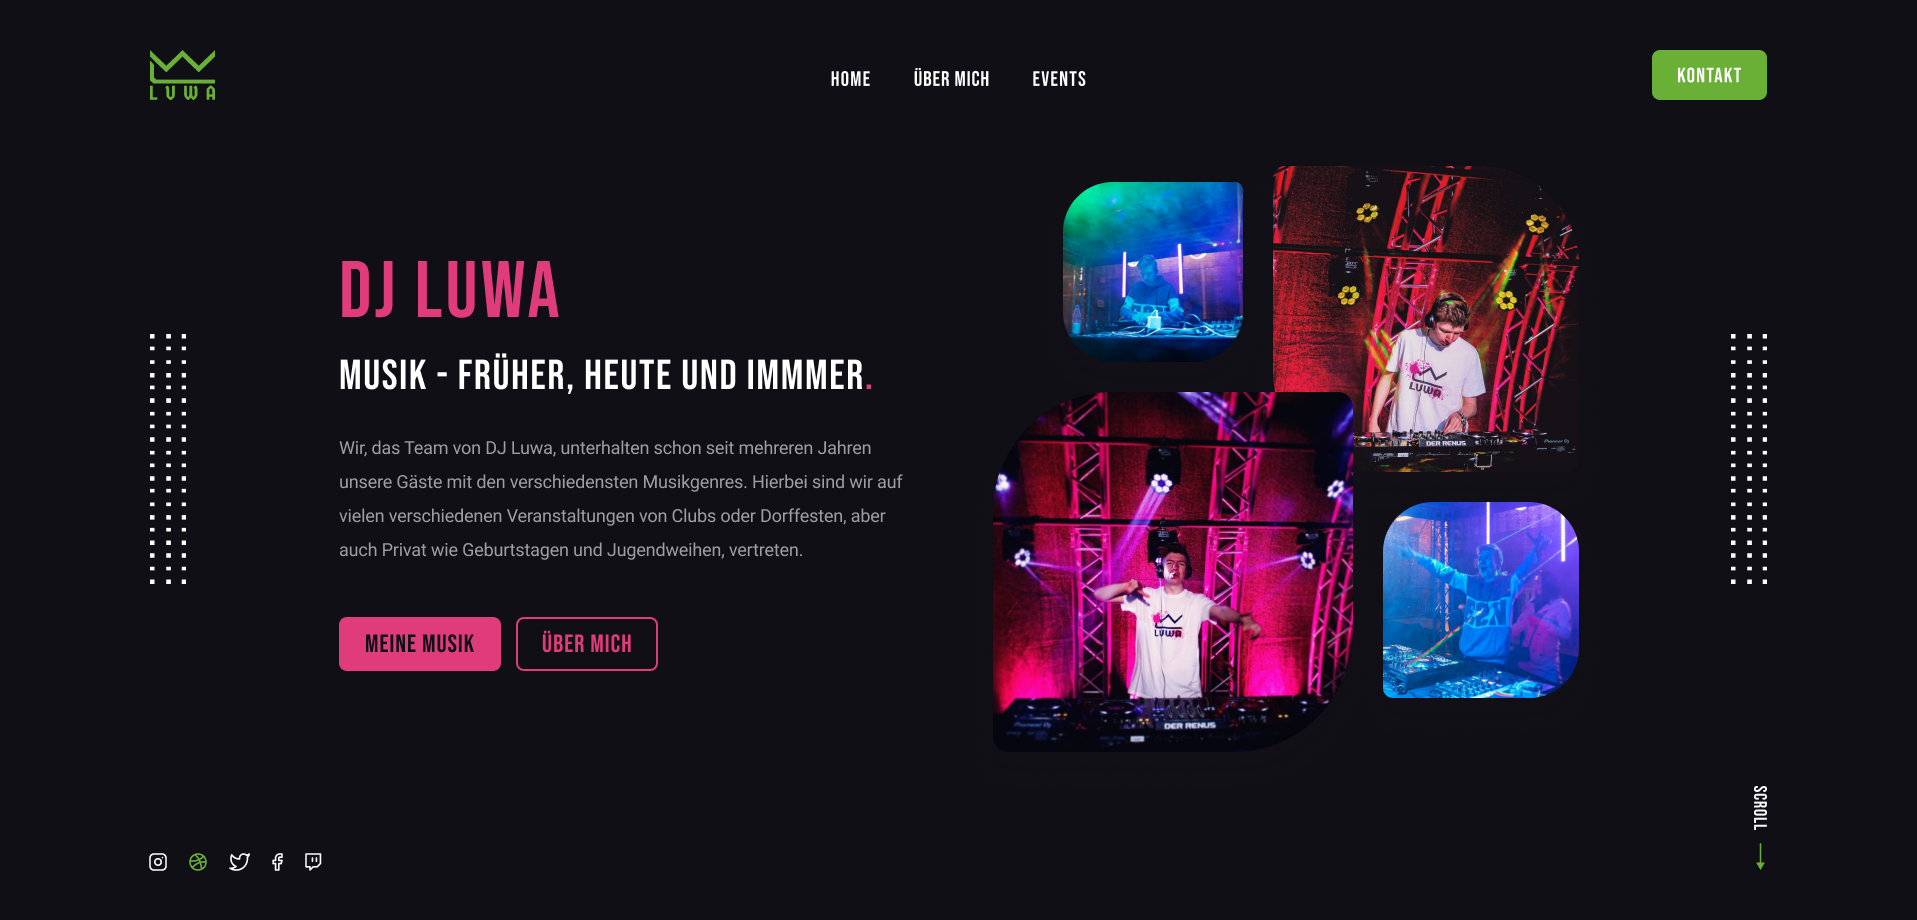 LUWA
HOME ÜBER MICH EVENTS
KONTAKT
DJ LUWA
MUSIK - FRÜHER, HEUTE UND IMMMER.
Wir, das Team von DJ Luwa, unterhalten schon seit mehreren Jahren
unsere Gäste mit den verschiedensten Musikgenres. Hierbei sind wir auf
vielen verschiedenen Veranstaltungen von Clubs oder Dorffesten, aber
auch Privat wie Geburtstagen und Jugendweihen, vertreten.
MEINE MUSIK ÜBER MICH
LUWA
DER RENUS
Pioneer Dj
LUWA
DER RENUS
SCROLL